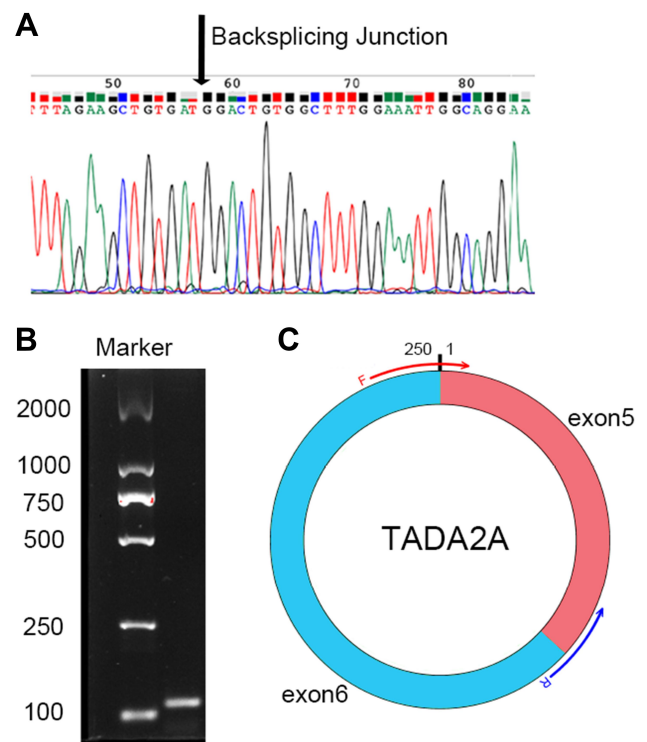 A
Backsplicing Junction
50 60 70 80
TTTAGAAGCTGTGATGGACTGTGGCTTTGGAAATTGGCAGGAA
B
Marker
2000
1000
750
500
250
100
C
250 1
F
exon5
TADA2A
R
exon6